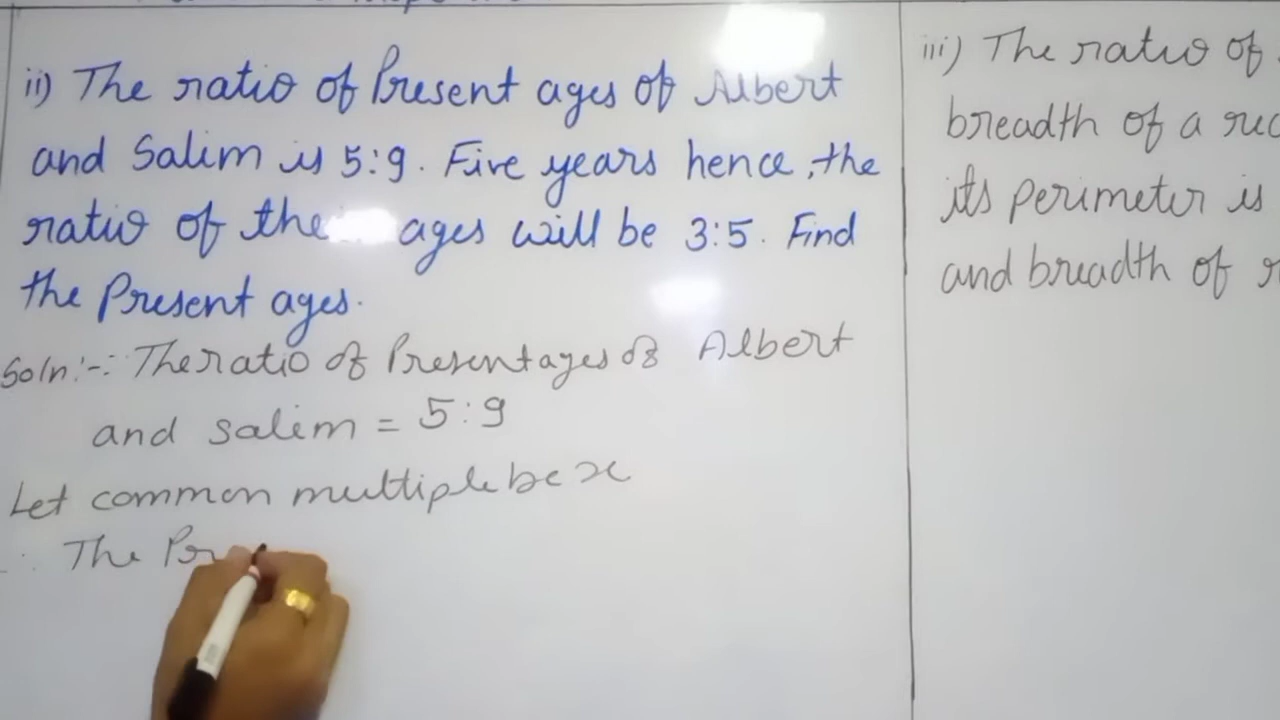 ii) The ratio of Present ages of Albert
and Salim is 5:9. Five years hence, the
ratio of the ages will be 3:5. Find
the Present ages.
Soln:-: The ratio of Present ages of Albert
and salim = 5:9
Let common multiple be x
∴ The Pr
iii) The ratio of
breadth of a rec
its perimeter is
and breadth of r